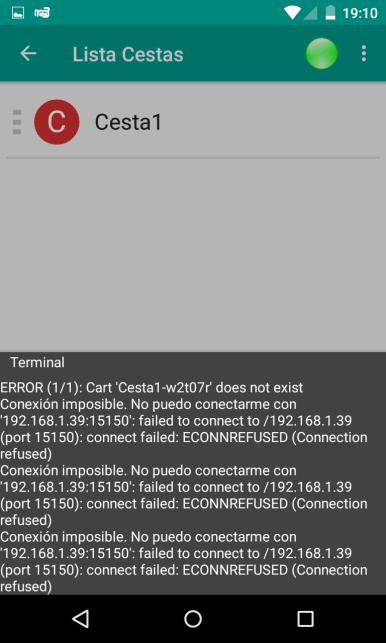 19:10
Lista Cestas
C Cesta1
Terminal
ERROR (1/1): Cart 'Cesta1-w2t07r' does not exist
Conexión imposible. No puedo conectarme con
'192.168.1.39:15150': failed to connect to /192.168.1.39
(port 15150): connect failed: ECONNREFUSED (Connection
refused)
Conexión imposible. No puedo conectarme con
'192.168.1.39:15150': failed to connect to /192.168.1.39
(port 15150): connect failed: ECONNREFUSED (Connection
refused)
Conexión imposible. No puedo conectarme con
'192.168.1.39:15150': failed to connect to /192.168.1.39
(port 15150): connect failed: ECONNREFUSED (Connection
refused)